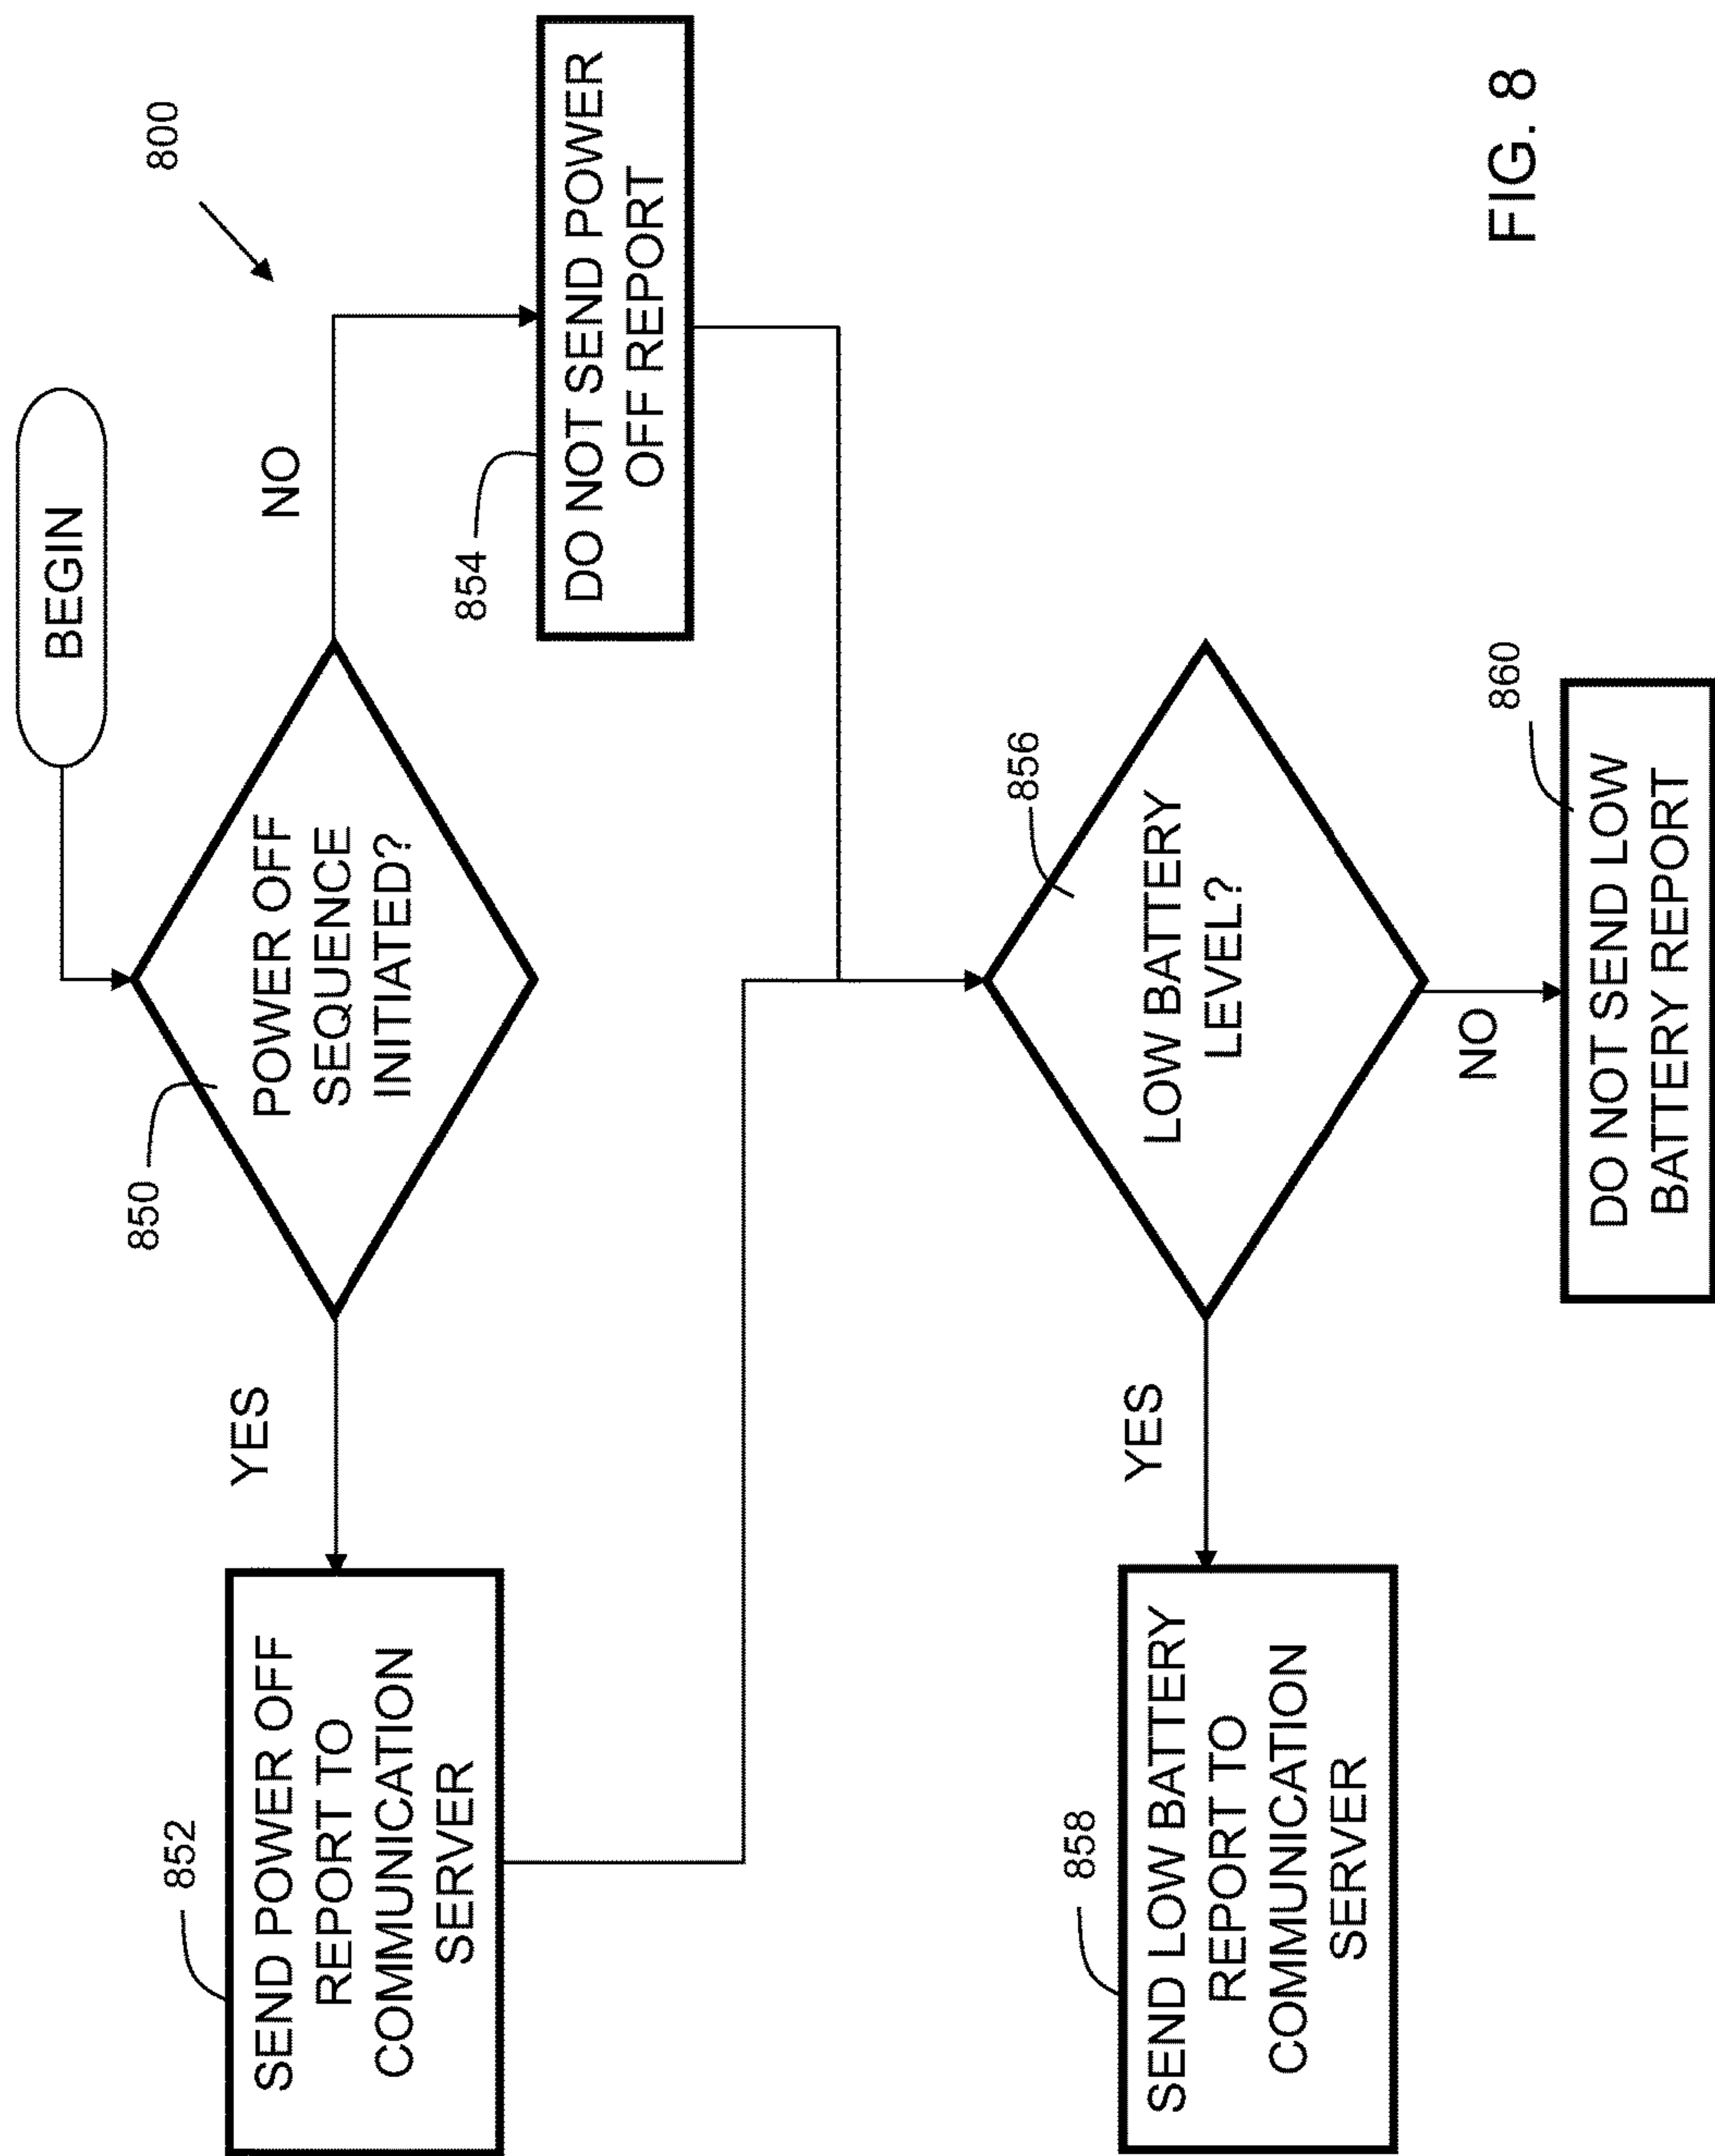 BEGIN
800
850
POWER OFF
SEQUENCE
INITIATED?
YES
NO
852
SEND POWER OFF
REPORT TO
COMMUNICATION
SERVER
854
DO NOT SEND POWER
OFF REPORT
856
LOW BATTERY
LEVEL?
YES
NO
858
SEND LOW BATTERY
REPORT TO
COMMUNICATION
SERVER
860
DO NOT SEND LOW
BATTERY REPORT
FIG. 8